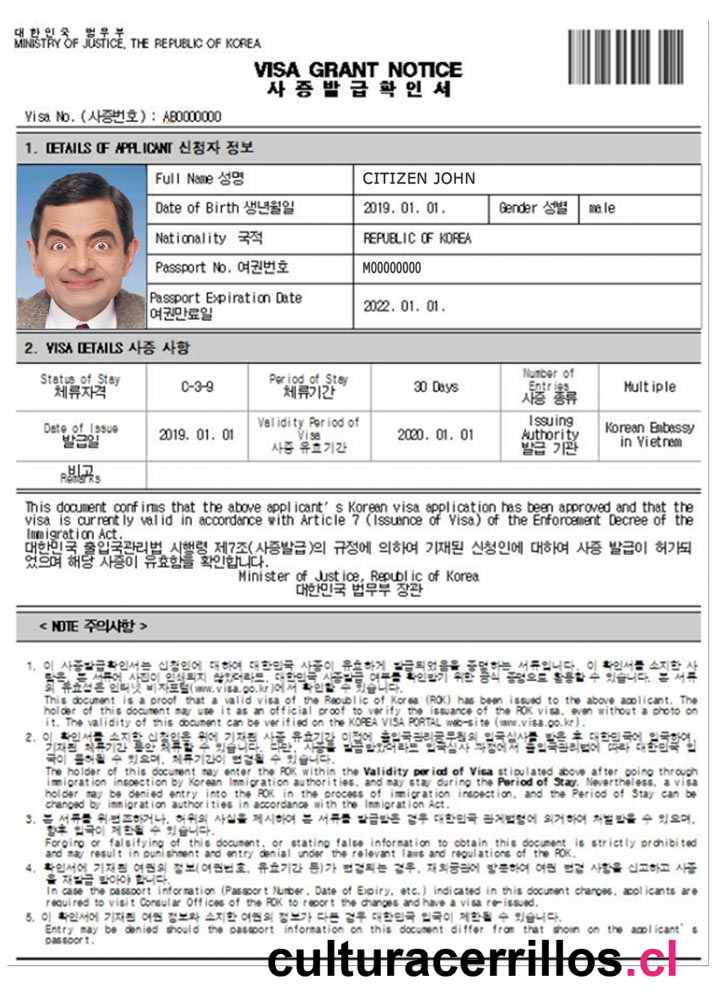 대 한 민 국 법 무 부
MINISTRY OF JUSTICE, THE REPUBLIC OF KOREA
VISA GRANT NOTICE
사 증 발 급 확 인 서
Visa No. (사증번호) : AB0000000
1. DETAILS OF APPLICANT 신청자 정보
Full Name 성명 CITIZEN JOHN
Date of Birth 생년월일 2019. 01. 01. Gender 성별 male
Nationality 국적 REPUBLIC OF KOREA
Passport No. 여권번호 M00000000
Passport Expiration Date
여권만료일 2022. 01. 01.
2. VISA DETAILS 사증 사항
Status of Stay
체류자격 C-3-9 Period of Stay
체류기간 30 Days Number of
Entries
사증 종류 Multiple
Date of Issue
발급일 2019. 01. 01 Validity Period of
Visa
사증 유효기간 2020. 01. 01 Issuing
Authority
발급 기관 Korean Embassy
in Vietnam
비고
Remarks
This document confirms that the above applicant's Korean visa application has been approved and that the
visa is currently valid in accordance with Article 7 (Issuance of Visa) of the Enforcement Decree of the
Immigration Act.
대한민국 출입국관리법 시행령 제7조(사증발급)의 규정에 의하여 기재된 신청인에 대하여 사증 발급이 허가되
었으며 해당 사증이 유효함을 확인합니다.
Minister of Justice, Republic of Korea
대한민국 법무부 장관
< NOTE 주의사항 >
1. 이 사증발급확인서는 신청인에 대하여 대한민국 사증이 유효하게 발급되었음을 증명하는 서류입니다. 이 확인서를 소지한 사
람은, 본 서류에 사진이 인쇄되지 않았더라도, 대한민국 사증발급 여부를 확인받기 위한 공식 증명으로 활용할 수 있습니다. 본 서류
의 유효성은 인터넷 비자포털(www.visa.go.kr)에서 확인할 수 있습니다.
This document is a proof that a valid visa of the Republic of Korea (ROK) has been issued to the above applicant. The
holder of this document may use it as an official proof to verify the issuance of the ROK visa, even without a photo on
it. The validity of this document can be verified on the KOREA VISA PORTAL web-site (www.visa.go.kr).
2. 이 확인서를 소지한 신청인은 위에 기재된 사증 유효기간 이전에 출입국관리공무원의 입국심사를 받은 후 대한민국에 입국하여,
기재된 체류기간 동안 체류할 수 있습니다. 다만, 사증을 발급받았더라도 입국심사 과정에서 출입국관리법에 따라 대한민국 입
국이 불허될 수 있으며, 체류기간이 변경될 수 있습니다.
The holder of this document may enter the ROK within the Validity period of Visa stipulated above after going through
immigration inspection by Korean Immigration authorities, and may stay during the Period of Stay. Nevertheless, a visa
holder may be denied entry into the ROK in the process of immigration inspection, and the Period of Stay can be
changed by immigration authorities in accordance with the Immigration Act.
3. 본 서류를 위변조하거나, 허위의 사실을 제시하여 본 서류를 발급받은 경우 대한민국 관계법령에 의거하여 처벌받을 수 있으며,
향후 입국이 제한될 수 있습니다.
Forging or falsifying of this document, or stating false information to obtain this document is strictly prohibited
and may result in punishment and entry denial under the relevant laws and regulations of the ROK.
4. 확인서에 기재된 여권의 정보(여권번호, 유효기간 등)가 변경되는 경우, 재외공관에 방문하여 여권 변경 사항을 신고하고 사증
을 재발급 받아야 합니다.
In case the passport information (Passport Number, Date of Expiry, etc.) indicated in this document changes, applicants are
required to visit Consular Offices of the ROK to report the changes and have a visa re-issued.
5. 이 확인서에 기재된 여권 정보와 소지한 여권의 정보가 다른 경우 대한민국 입국이 제한될 수 있습니다.
Entry may be denied should the passport information on this document differ from that shown on the applicant's
passport.
culturacerrillos.cl